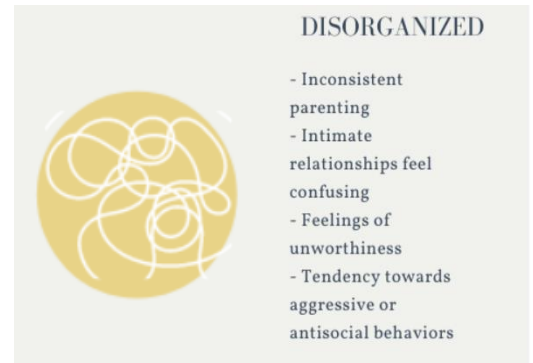 DISORGANIZED
- Inconsistent
parenting
- Intimate
relationships feel
confusing
- Feelings of
unworthiness
- Tendency towards
aggressive or
antisocial behaviors